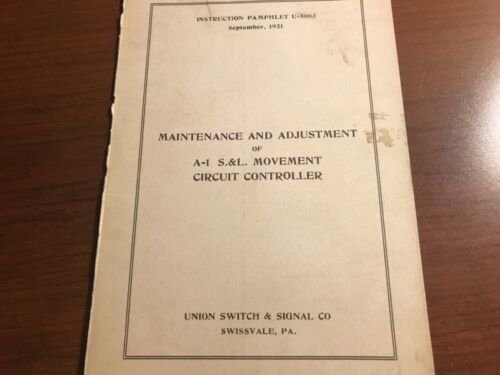 INSTRUCTION PAMPHLET U-5063
September, 1921
MAINTENANCE AND ADJUSTMENT
OF
A-1 S.&L. MOVEMENT
CIRCUIT CONTROLLER
UNION SWITCH & SIGNAL CO
SWISSVALE, PA.